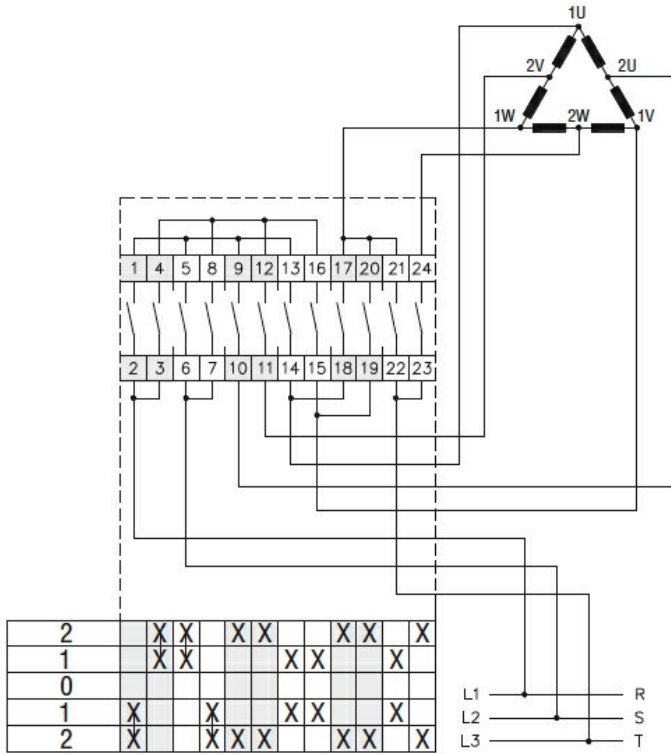 1U
2V 2U
1W 2W 1V
1 4 5 8 9 12 13 16 17 20 21 24
2 3 6 7 10 11 14 15 18 19 22 23
2 X X X X X X X
1 X X X X X
0
1 X X X X X
2 X X X X X X X
L1 R
L2 S
L3 T